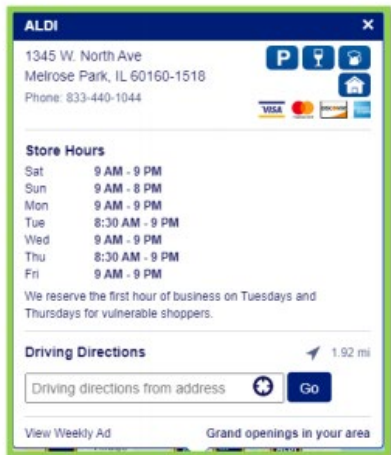 ALDI
1345 W. North Ave
Melrose Park, IL 60160-1518
Phone: 833-440-1044
P
VISA
Store Hours
Sat 9 AM - 9 PM
Sun 9 AM - 8 PM
Mon 9 AM - 9 PM
Tue 8:30 AM - 9 PM
Wed 9 AM - 9 PM
Thu 8:30 AM - 9 PM
Fri 9 AM - 9 PM
We reserve the first hour of business on Tuesdays and
Thursdays for vulnerable shoppers.
Driving Directions 1.92 mi
Driving directions from address Go
View Weekly Ad Grand openings in your area